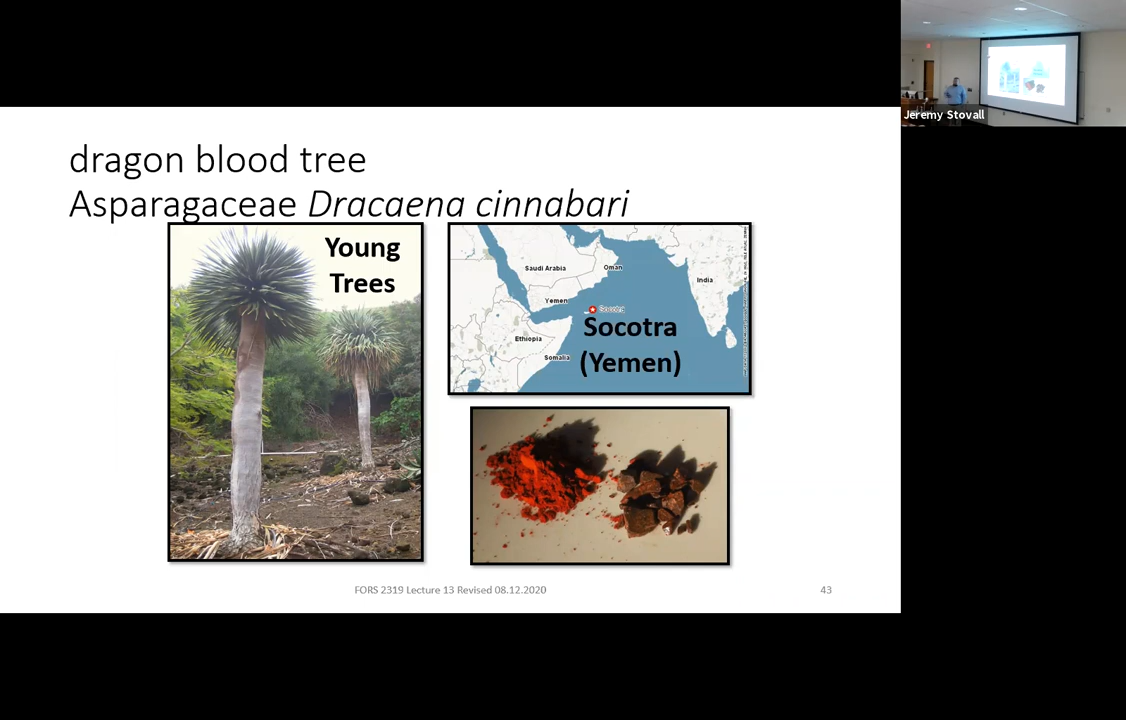 Jeremy Stovall
dragon blood tree
Asparagaceae Dracaena cinnabari
Young
Trees
Saudi Arabia
Oman
India
Yemen
Socotra
Socotra
(Yemen)
Ethiopia
Somalia
FORS 2319 Lecture 13 Revised 08.12.2020
43